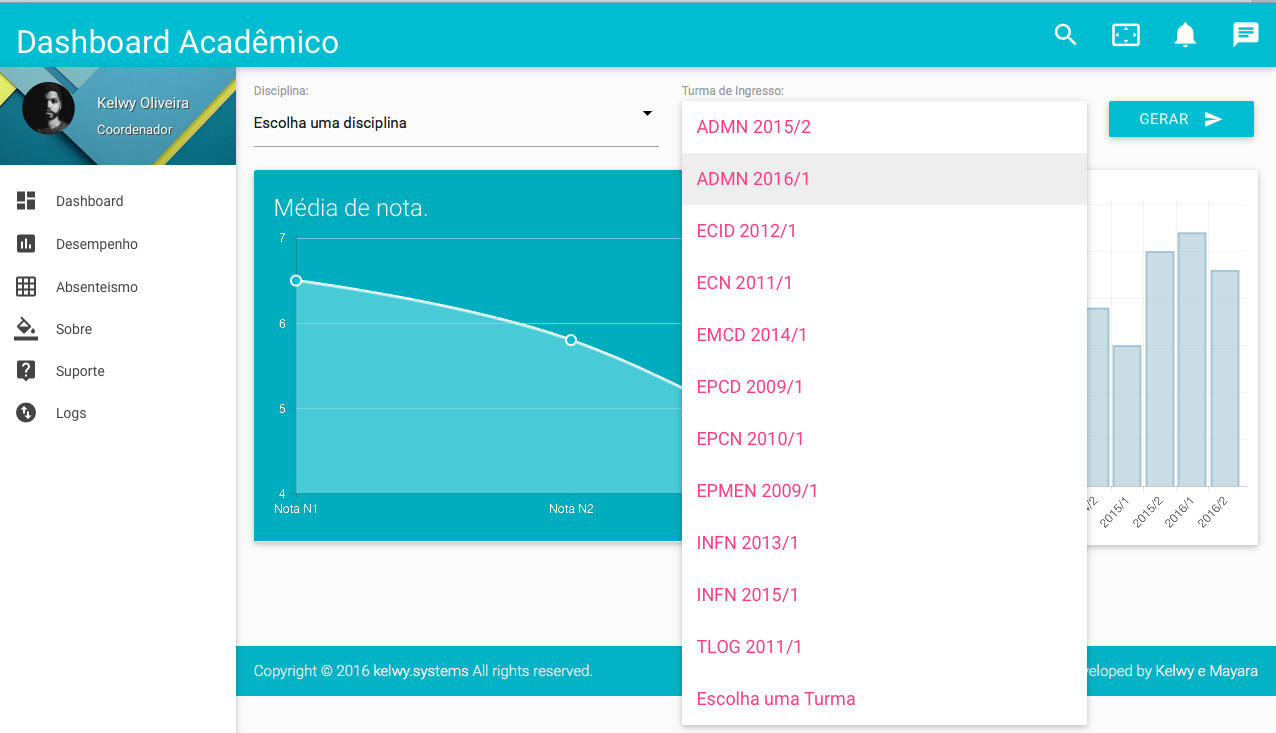 Dashboard Acadêmico
Kelwy Oliveira
Coordenador
Dashboard
Desempenho
Absenteismo
Sobre
Suporte
Logs
Disciplina:
Escolha uma disciplina
Turma de Ingresso:
ADMN 2015/2
ADMN 2016/1
ECID 2012/1
ECN 2011/1
EMCD 2014/1
EPCD 2009/1
EPCN 2010/1
EPMEN 2009/1
INFN 2013/1
INFN 2015/1
TLOG 2011/1
Escolha uma Turma
GERAR
Média de nota.
7
6
5
4
Nota N1
Nota N2
2015/1
2015/2
2016/1
2016/2
Copyright © 2016 kelwy.systems All rights reserved.
by Kelwy e Mayara